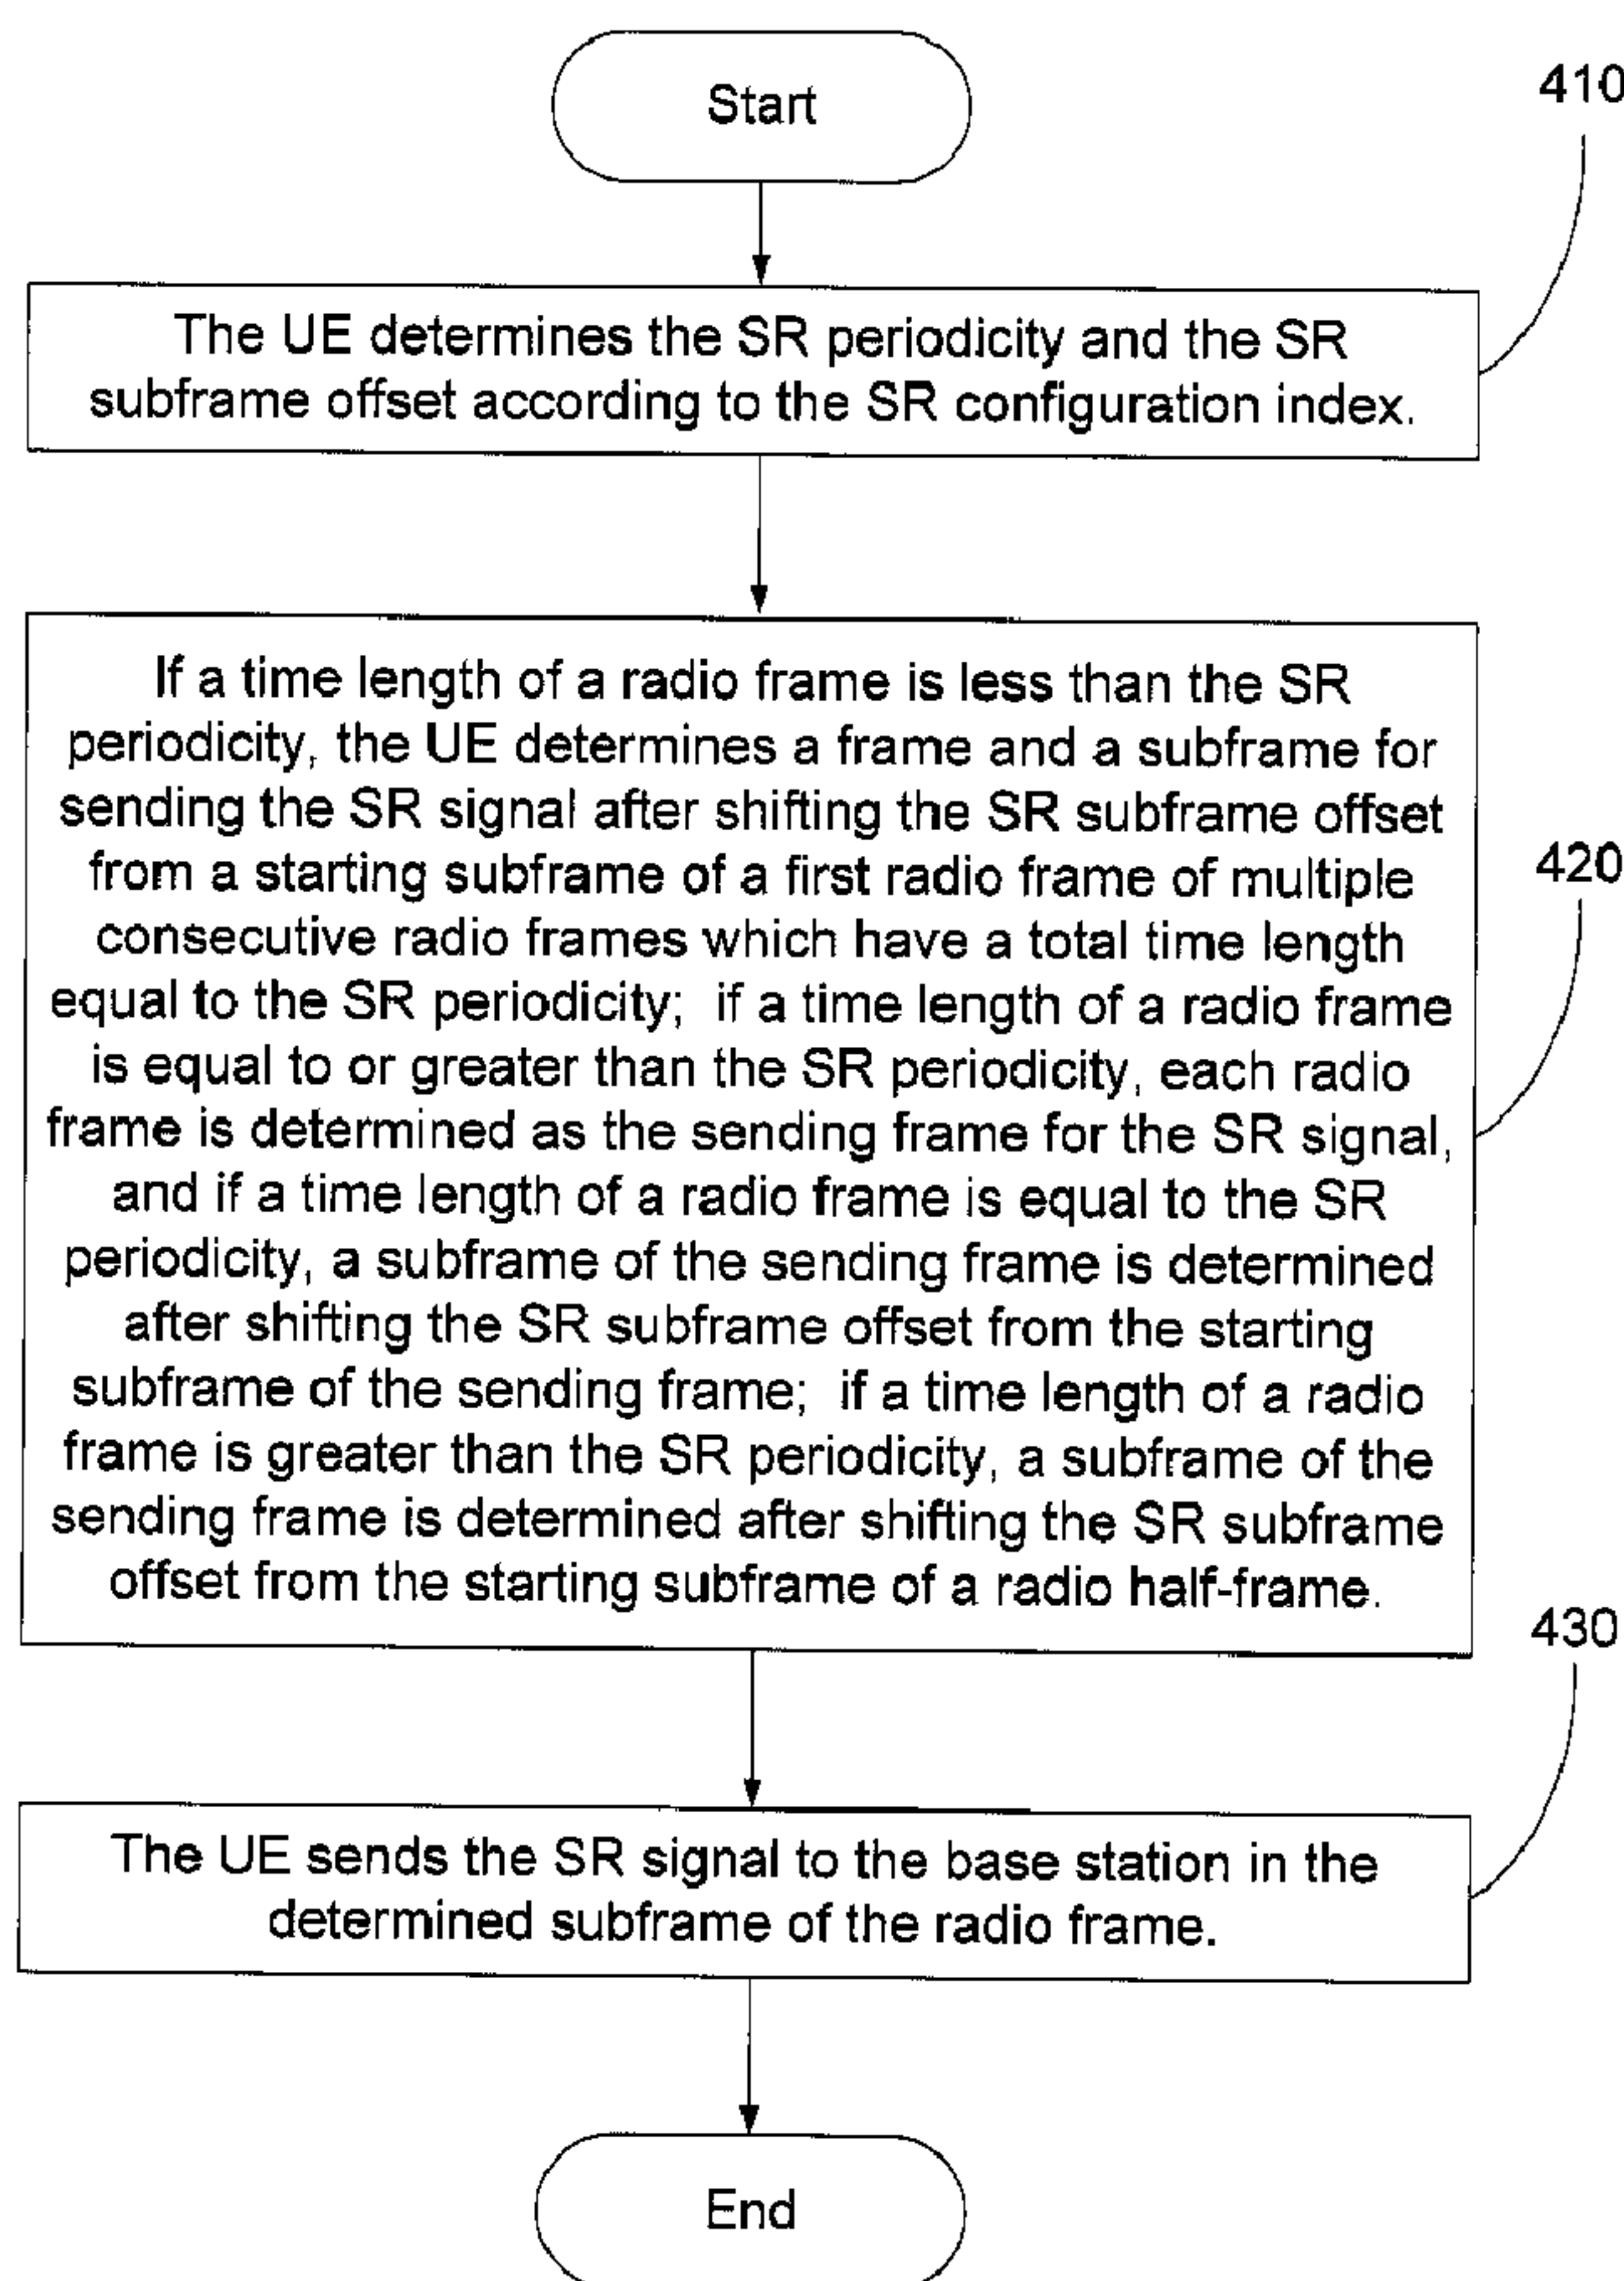 Start
410
The UE determines the SR periodicity and the SR
subframe offset according to the SR configuration index.
If a time length of a radio frame is less than the SR
periodicity, the UE determines a frame and a subframe for
sending the SR signal after shifting the SR subframe offset
from a starting subframe of a first radio frame of multiple
consecutive radio frames which have a total time length
equal to the SR periodicity; if a time length of a radio frame
is equal to or greater than the SR periodicity, each radio
frame is determined as the sending frame for the SR signal,
and if a time length of a radio frame is equal to the SR
periodicity, a subframe of the sending frame is determined
after shifting the SR subframe offset from the starting
subframe of the sending frame; if a time length of a radio
frame is greater than the SR periodicity, a subframe of the
sending frame is determined after shifting the SR subframe
offset from the starting subframe of a radio half-frame.
420
The UE sends the SR signal to the base station in the
determined subframe of the radio frame.
430
End